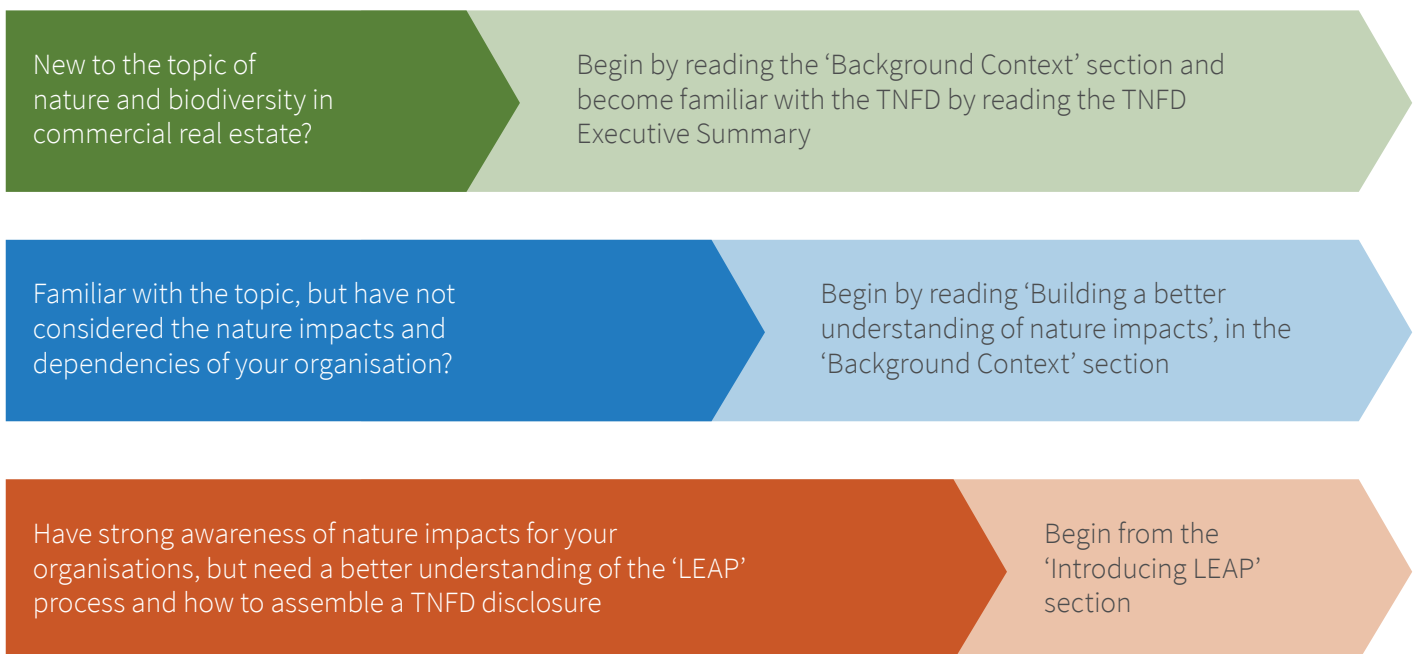 New to the topic of
nature and biodiversity in
commercial real estate?
Begin by reading the ‘Background Context’ section and
become familiar with the TNFD by reading the TNFD
Executive Summary
Familiar with the topic, but have not
considered the nature impacts and
dependencies of your organisation?
Begin by reading ‘Building a better
understanding of nature impacts’, in the
‘Background Context’ section
Have strong awareness of nature impacts for your
organisations, but need a better understanding of the ‘LEAP’
process and how to assemble a TNFD disclosure
Begin from the
‘Introducing LEAP’
section